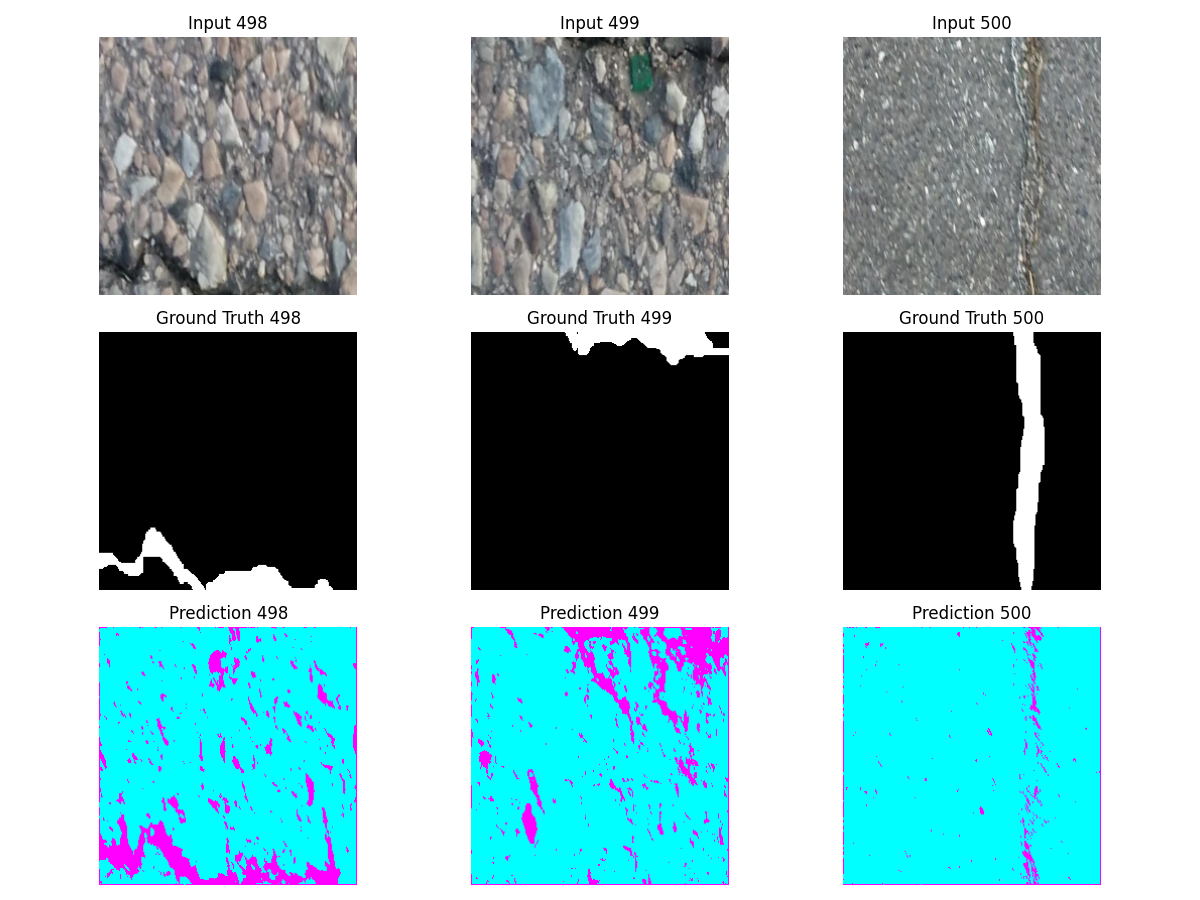 Input 498
Input 499
Input 500
Ground Truth 498
Ground Truth 499
Ground Truth 500
Prediction 498
Prediction 499
Prediction 500